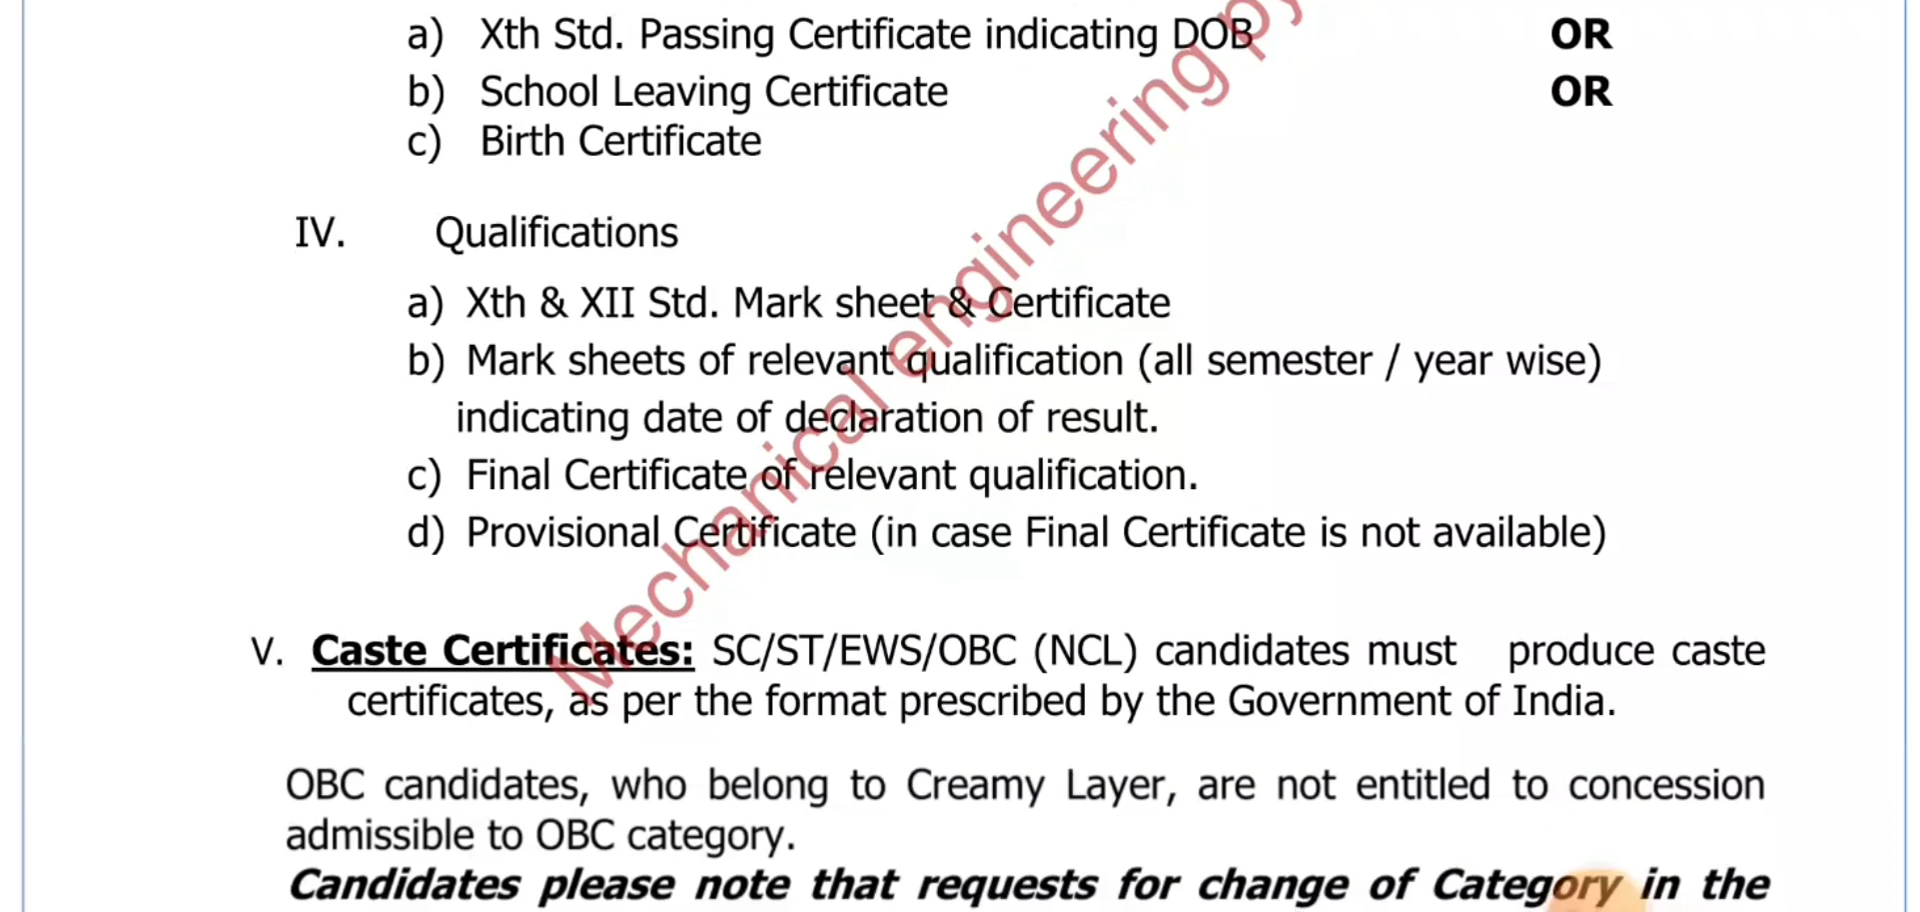 a) Xth Std. Passing Certificate indicating DOB OR
b) School Leaving Certificate OR
c) Birth Certificate
IV. Qualifications
a) Xth & XII Std. Mark sheet & Certificate
b) Mark sheets of relevant qualification (all semester / year wise)
indicating date of declaration of result.
c) Final Certificate of relevant qualification.
d) Provisional Certificate (in case Final Certificate is not available)
V. Caste Certificates: SC/ST/EWS/OBC (NCL) candidates must produce caste
certificates, as per the format prescribed by the Government of India.
OBC candidates, who belong to Creamy Layer, are not entitled to concession
admissible to OBC category.
Candidates please note that requests for change of Category in the
Mechanical engineering